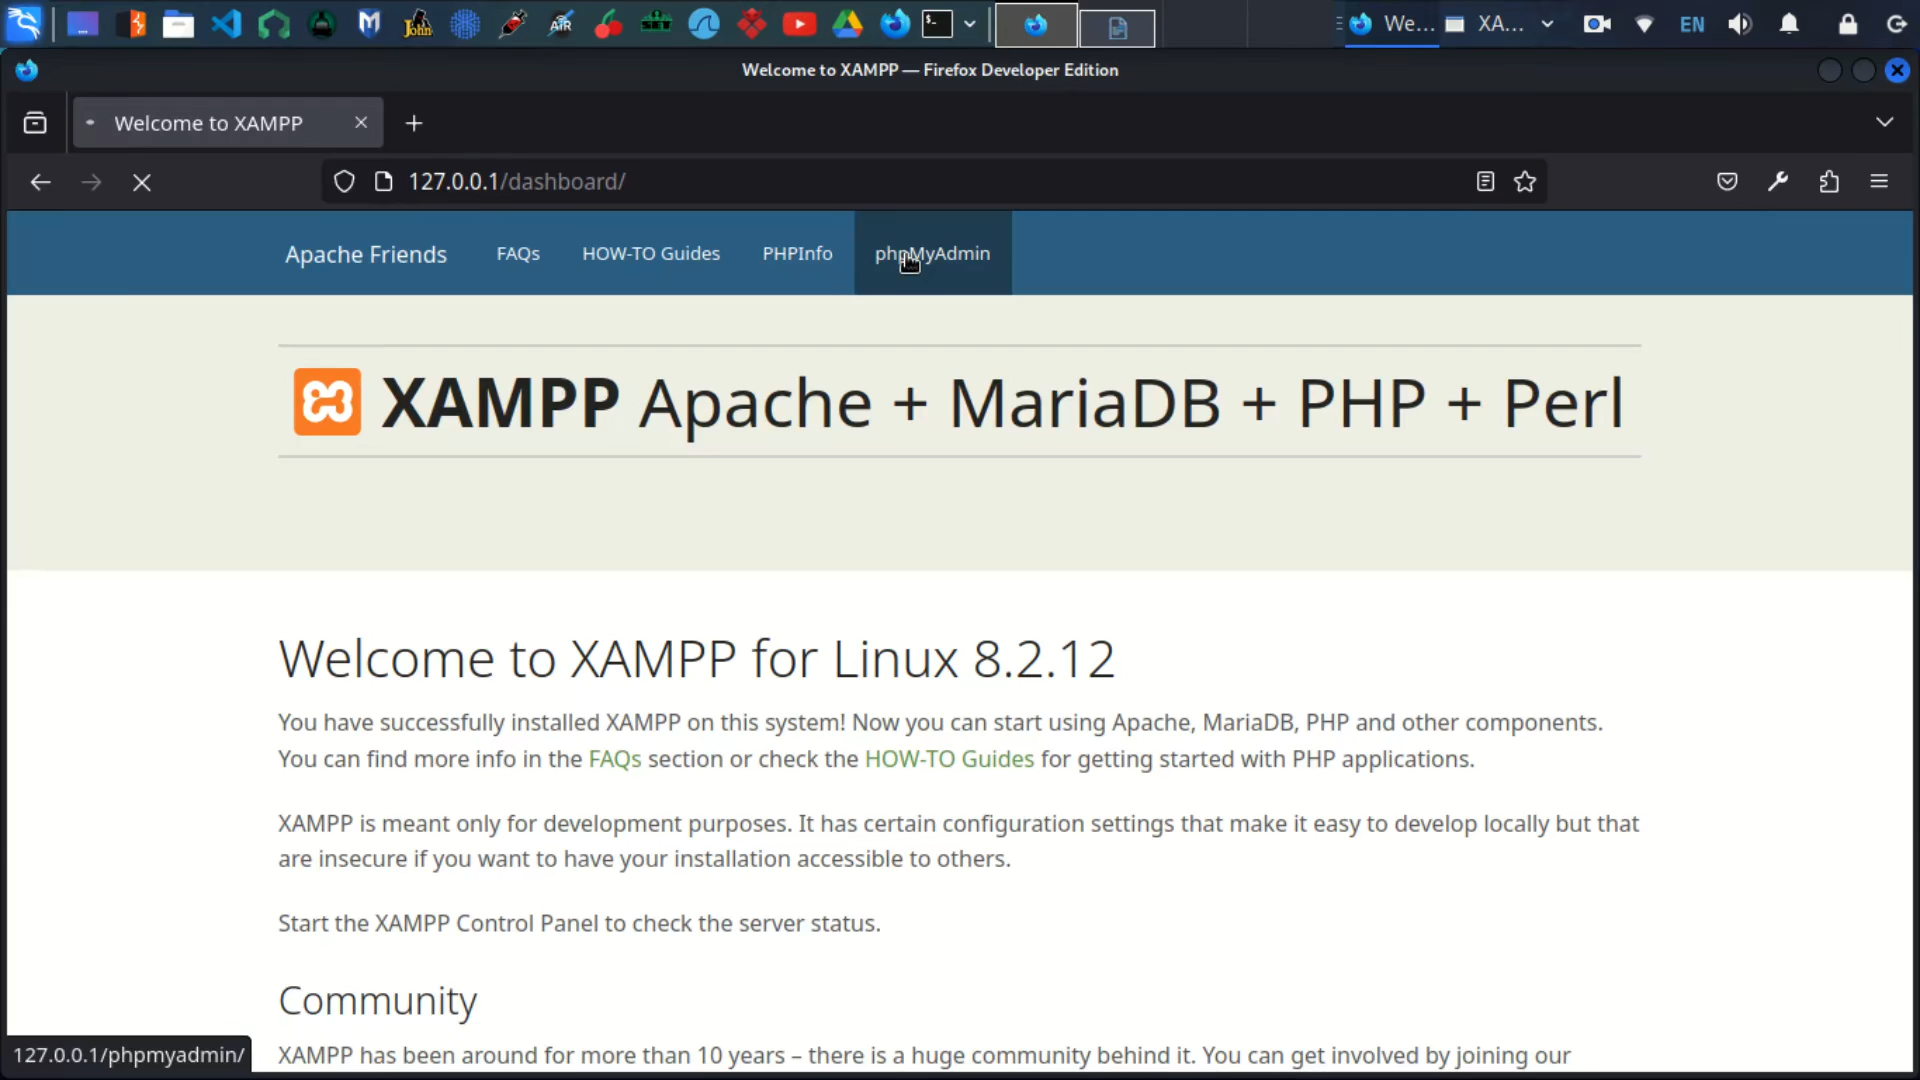 We...
XA...
EN
Welcome to XAMPP — Firefox Developer Edition
Welcome to XAMPP
127.0.0.1/dashboard/
Apache Friends
FAQs
HOW-TO Guides
PHPInfo
phpMyAdmin
XAMPP Apache + MariaDB + PHP + Perl
Welcome to XAMPP for Linux 8.2.12
You have successfully installed XAMPP on this system! Now you can start using Apache, MariaDB, PHP and other components.
You can find more info in the FAQs section or check the HOW-TO Guides for getting started with PHP applications.
XAMPP is meant only for development purposes. It has certain configuration settings that make it easy to develop locally but that
are insecure if you want to have your installation accessible to others.
Start the XAMPP Control Panel to check the server status.
Community
XAMPP has been around for more than 10 years – there is a huge community behind it. You can get involved by joining our
127.0.0.1/phpmyadmin/